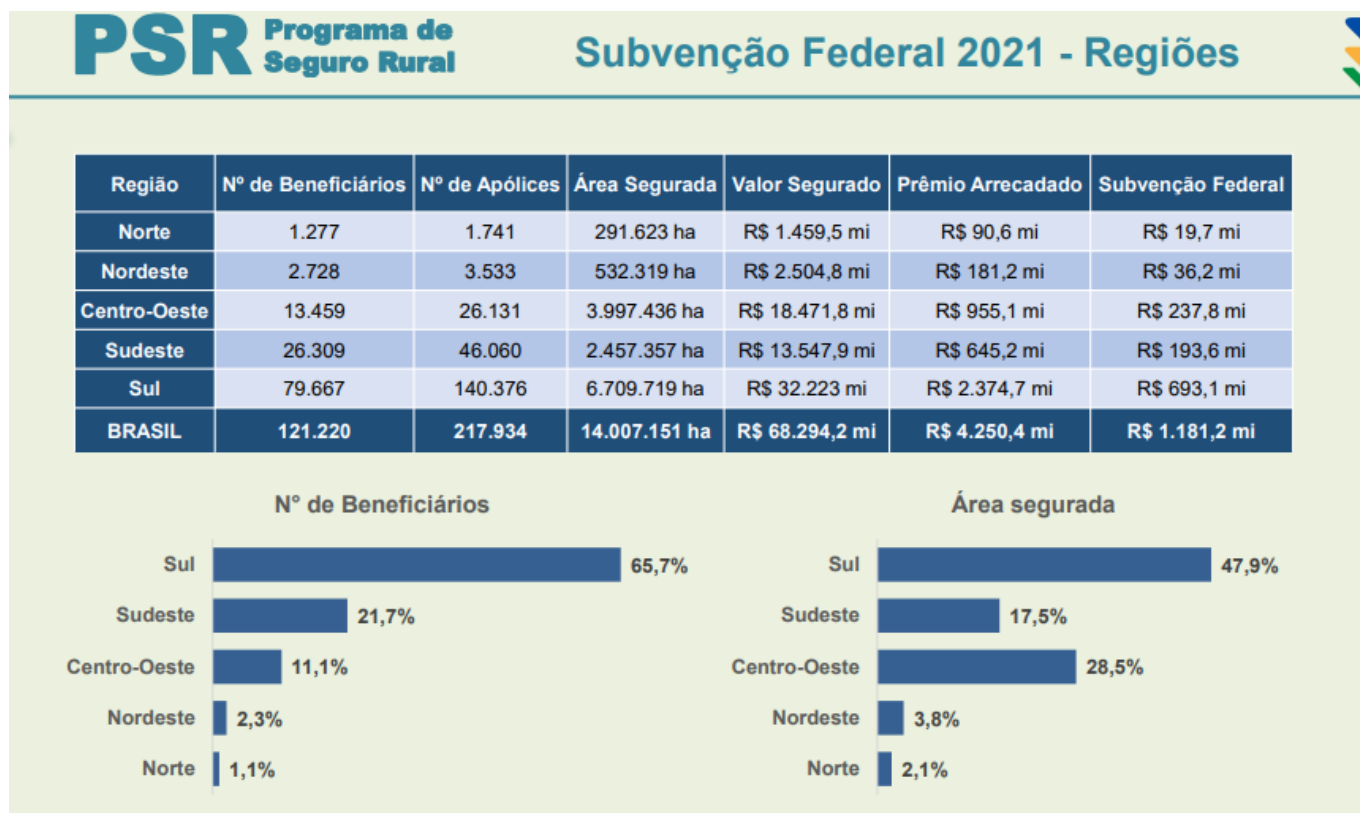 PSR Programa de
Seguro Rural
Subvenção Federal 2021 - Regiões
Região Nº de Beneficiários Nº de Apólices Área Segurada Valor Segurado Prêmio Arrecadado Subvenção Federal
Norte 1.277 1.741 291.623 ha R$ 1.459,5 mi R$ 90,6 mi R$ 19,7 mi
Nordeste 2.728 3.533 532.319 ha R$ 2.504,8 mi R$ 181,2 mi R$ 36,2 mi
Centro-Oeste 13.459 26.131 3.997.436 ha R$ 18.471,8 mi R$ 955,1 mi R$ 237,8 mi
Sudeste 26.309 46.060 2.457.357 ha R$ 13.547,9 mi R$ 645,2 mi R$ 193,6 mi
Sul 79.667 140.376 6.709.719 ha R$ 32.223 mi R$ 2.374,7 mi R$ 693,1 mi
BRASIL 121.220 217.934 14.007.151 ha R$ 68.294,2 mi R$ 4.250,4 mi R$ 1.181,2 mi
N° de Beneficiários
Sul 65,7%
Sudeste 21,7%
Centro-Oeste 11,1%
Nordeste 2,3%
Norte 1,1%
Área segurada
Sul 47,9%
Sudeste 17,5%
Centro-Oeste 28,5%
Nordeste 3,8%
Norte 2,1%